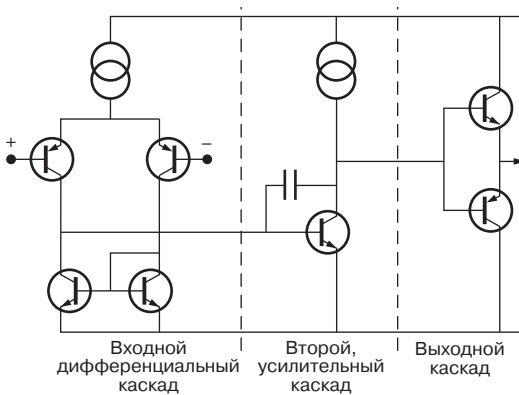 +
−
Входной
дифференциальный
каскад
Второй,
усилительный
каскад
Выходной
каскад